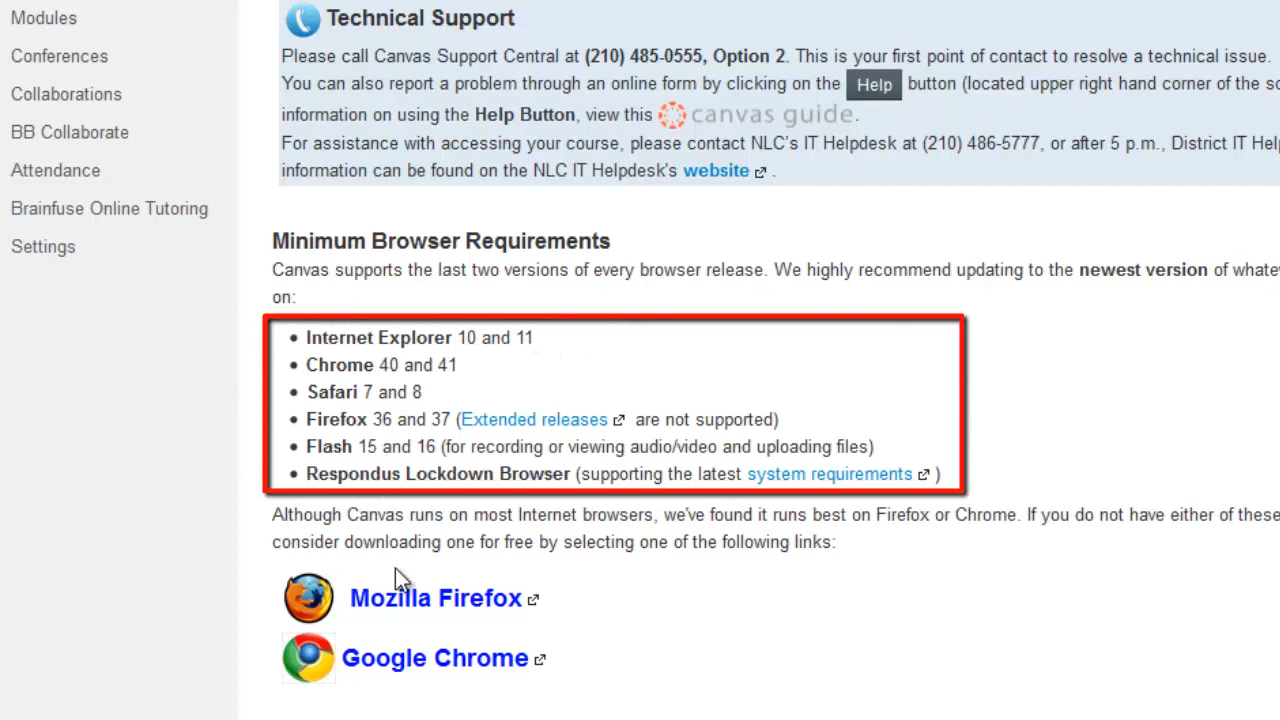 Modules
Conferences
Collaborations
BB Collaborate
Attendance
Brainfuse Online Tutoring
Settings
Technical Support
Please call Canvas Support Central at (210) 485-0555, Option 2. This is your first point of contact to resolve a technical issue.
You can also report a problem through an online form by clicking on the Help button (located upper right hand corner of the
information on using the Help Button, view this canvas guide.
For assistance with accessing your course, please contact NLC's IT Helpdesk at (210) 486-5777, or after 5 p.m., District IT
information can be found on the NLC IT Helpdesk's website .
Minimum Browser Requirements
Canvas supports the last two versions of every browser release. We highly recommend updating to the newest version of
on:
• Internet Explorer 10 and 11
• Chrome 40 and 41
• Safari 7 and 8
• Firefox 36 and 37 (Extended releases are not supported)
• Flash 15 and 16 (for recording or viewing audio/video and uploading files)
• Respondus Lockdown Browser (supporting the latest system requirements )
Although Canvas runs on most Internet browsers, we've found it runs best on Firefox or Chrome. If you do not have either of these
consider downloading one for free by selecting one of the following links:
Mozilla Firefox
Google Chrome